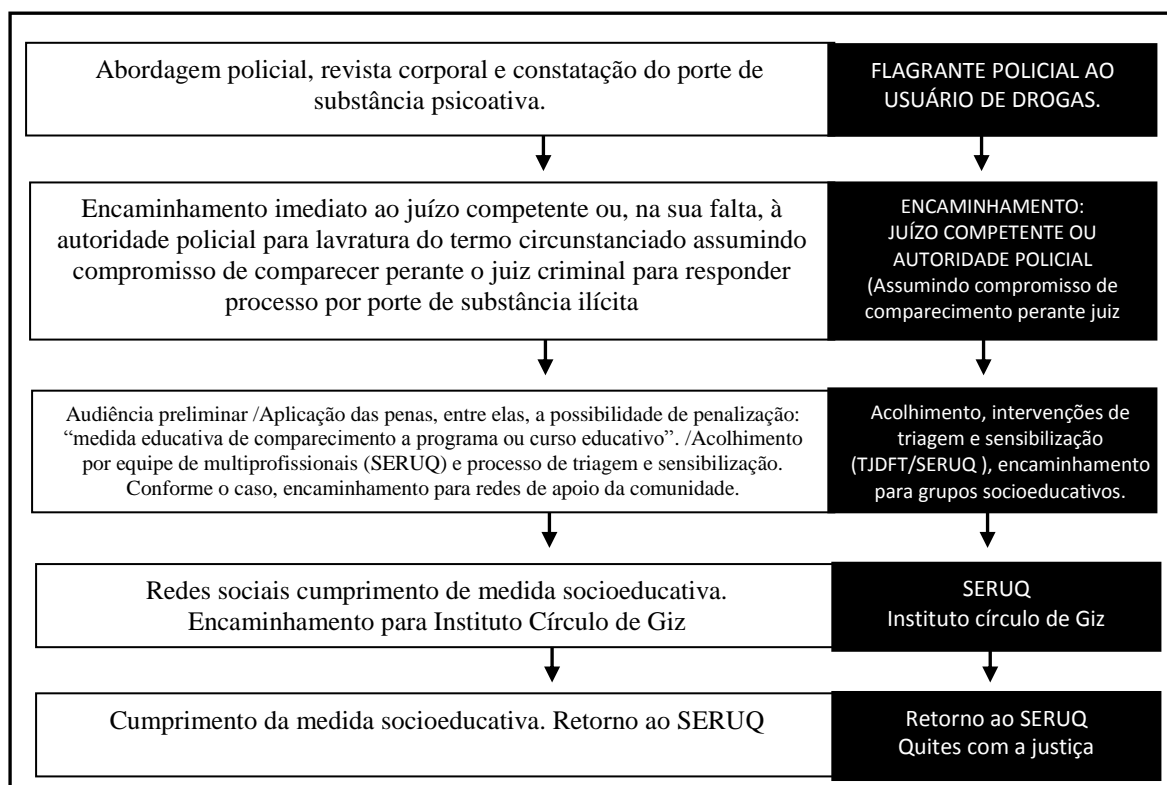 Abordagem policial, revista corporal e constatação do porte de
substância psicoativa.
FLAGRANTE POLICIAL AO
USUÁRIO DE DROGAS.
Encaminhamento imediato ao juízo competente ou, na sua falta, à
autoridade policial para lavratura do termo circunstanciado assumindo
compromisso de comparecer perante o juiz criminal para responder
processo por porte de substância ilícita
ENCAMINHAMENTO:
JUÍZO COMPETENTE OU
AUTORIDADE POLICIAL
(Assumindo compromisso de
comparecimento perante juiz
Audiência preliminar /Aplicação das penas, entre elas, a possibilidade de penalização:
“medida educativa de comparecimento a programa ou curso educativo”. /Acolhimento
por equipe de multiprofissionais (SERUQ) e processo de triagem e sensibilização.
Conforme o caso, encaminhamento para redes de apoio da comunidade.
Acolhimento, intervenções de
triagem e sensibilização
(TJDFT/SERUQ ), encaminhamento
para grupos socioeducativos.
Redes sociais cumprimento de medida socioeducativa.
Encaminhamento para Instituto Círculo de Giz
SERUQ
Instituto círculo de Giz
Cumprimento da medida socioeducativa. Retorno ao SERUQ
Retorno ao SERUQ
Quites com a justiça